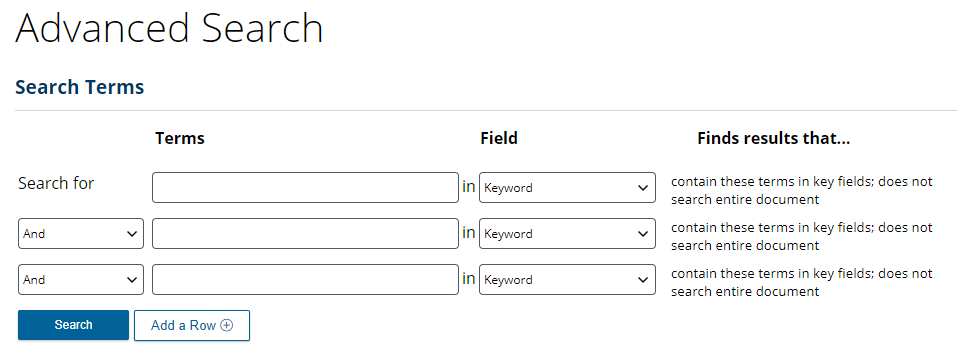 Advanced Search
Search Terms
Terms Field Finds results that...
Search for in Keyword contain these terms in key fields; does not
search entire document
And in Keyword contain these terms in key fields; does not
search entire document
And in Keyword contain these terms in key fields; does not
search entire document
Search Add a Row